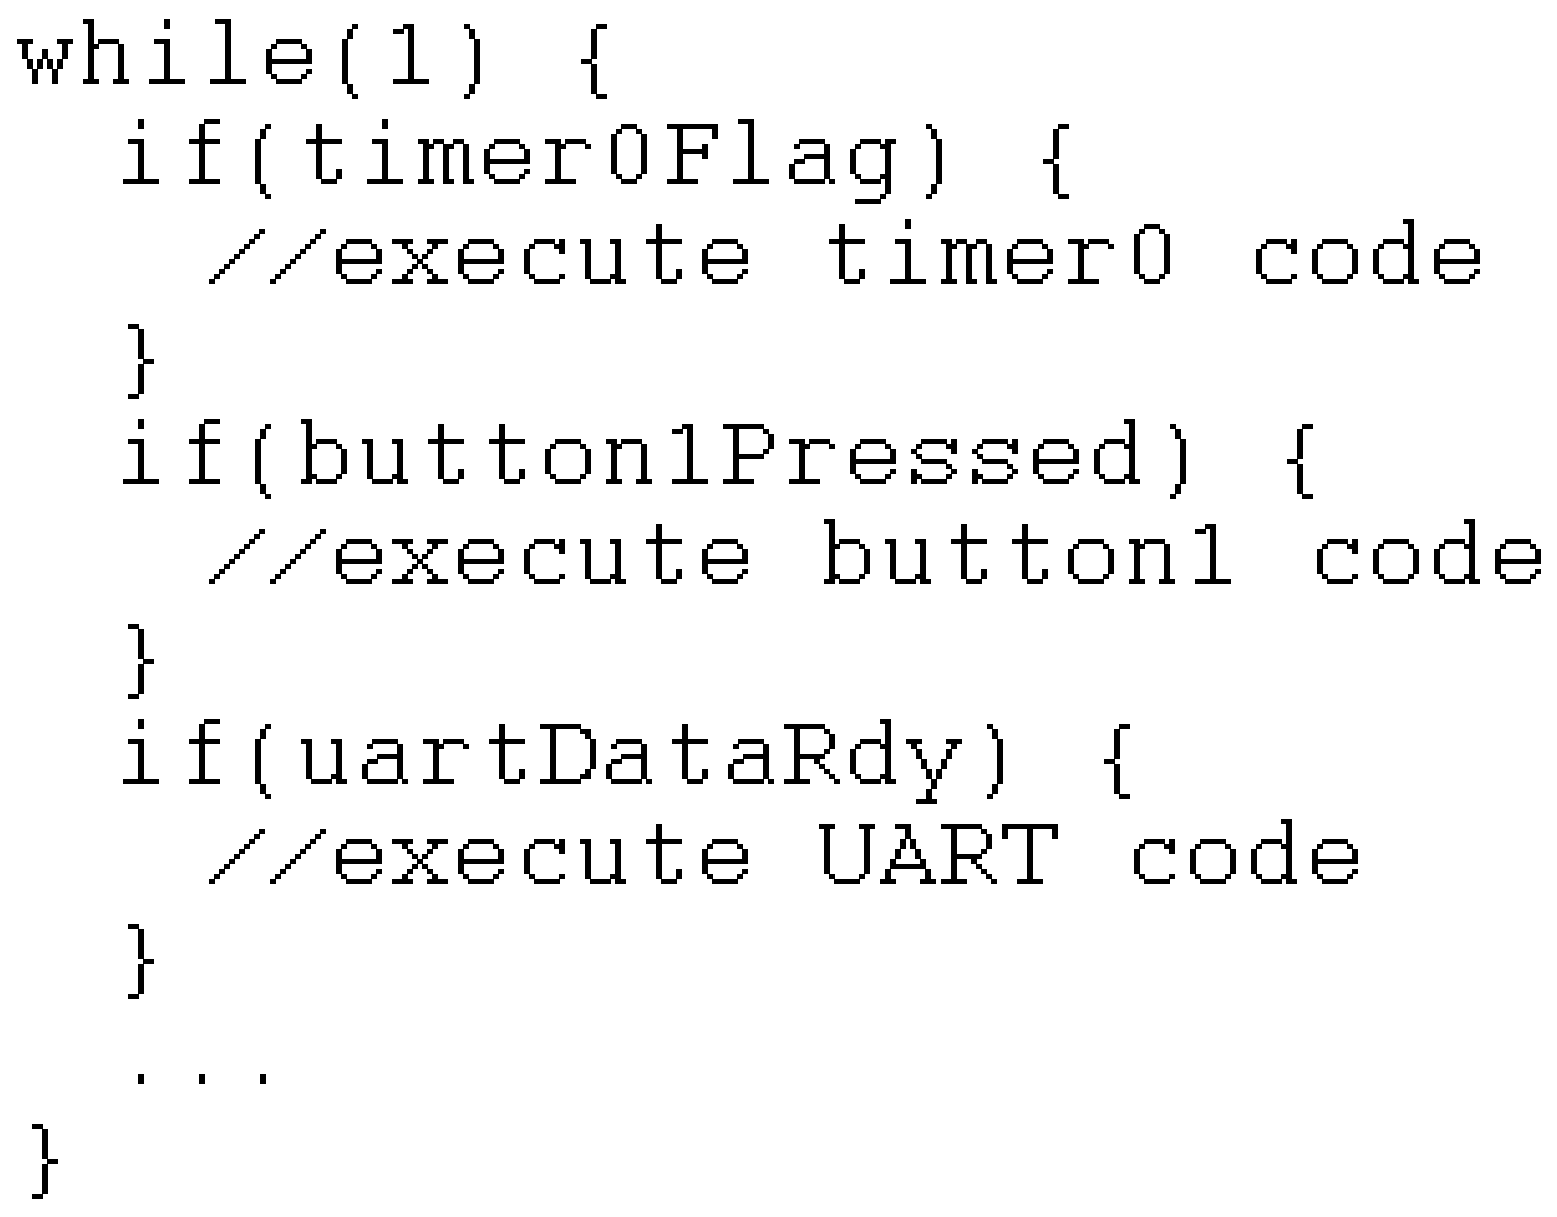 while(1) {
  if(timer0Flag) {
    //execute timer0 code
  }
  if(button1Pressed) {
    //execute button1 code
  }
  if(uartDataRdy) {
    //execute UART code
  }
  ...
}